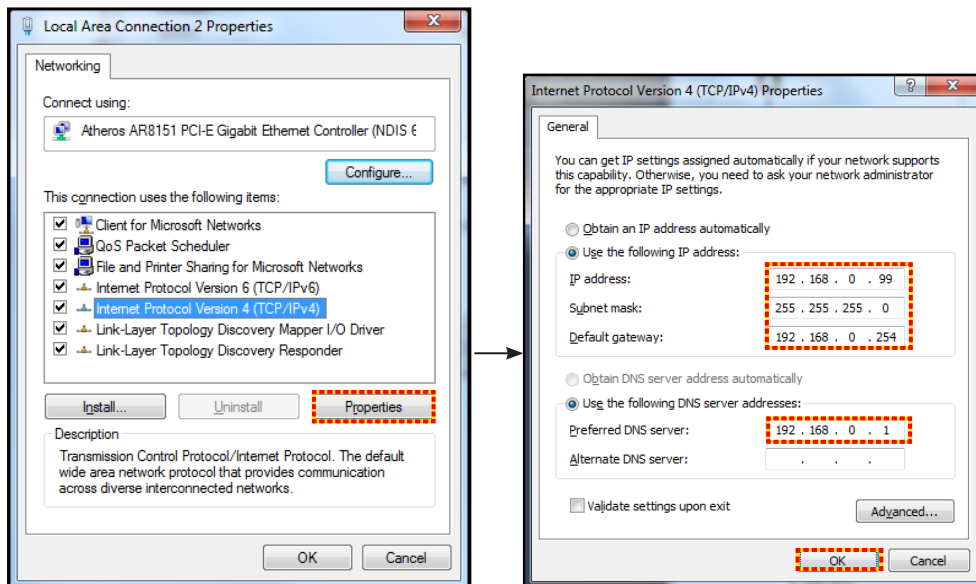 Local Area Connection 2 Properties
Networking
Connect using:
Atheros AR8151 PCI-E Gigabit Ethernet Controller (NDIS 6
Configure...
This connection uses the following items:
Client for Microsoft Networks
QoS Packet Scheduler
File and Printer Sharing for Microsoft Networks
Internet Protocol Version 6 (TCP/IPv6)
Internet Protocol Version 4 (TCP/IPv4)
Link-Layer Topology Discovery Mapper I/O Driver
Link-Layer Topology Discovery Responder
Install...
Uninstall
Properties
Description
Transmission Control Protocol/Internet Protocol. The default
wide area network protocol that provides communication
across diverse interconnected networks.
OK
Cancel
Internet Protocol Version 4 (TCP/IPv4) Properties
General
You can get IP settings assigned automatically if your network supports
this capability. Otherwise, you need to ask your network administrator
for the appropriate IP settings.
Obtain an IP address automatically
Use the following IP address:
IP address: 192 . 168 . 0 . 99
Subnet mask: 255 . 255 . 255 . 0
Default gateway: 192 . 168 . 0 . 254
Obtain DNS server address automatically
Use the following DNS server addresses:
Preferred DNS server: 192 . 168 . 0 . 1
Alternate DNS server: . . .
Validate settings upon exit
Advanced...
OK
Cancel